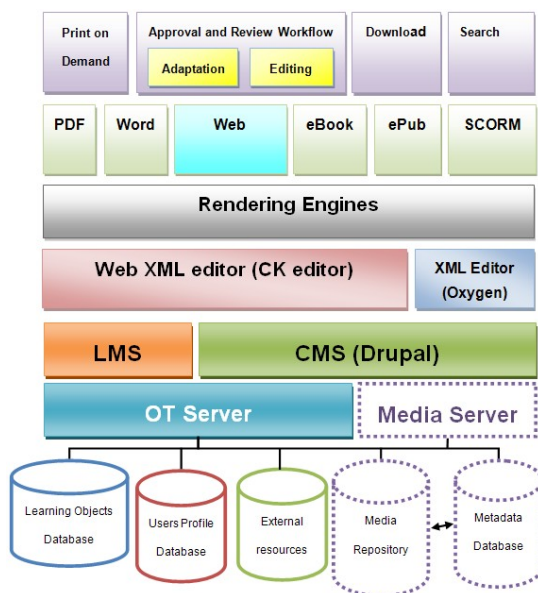 Print on
Demand
Approval and Review Workflow
Adaptation
Editing
Download
Search
PDF
Word
Web
eBook
ePub
SCORM
Rendering Engines
Web XML editor (CK editor)
XML Editor
(Oxygen)
LMS
CMS (Drupal)
OT Server
Media Server
Learning Objects
Database
Users Profile
Database
External
resources
Media
Repository
Metadata
Database